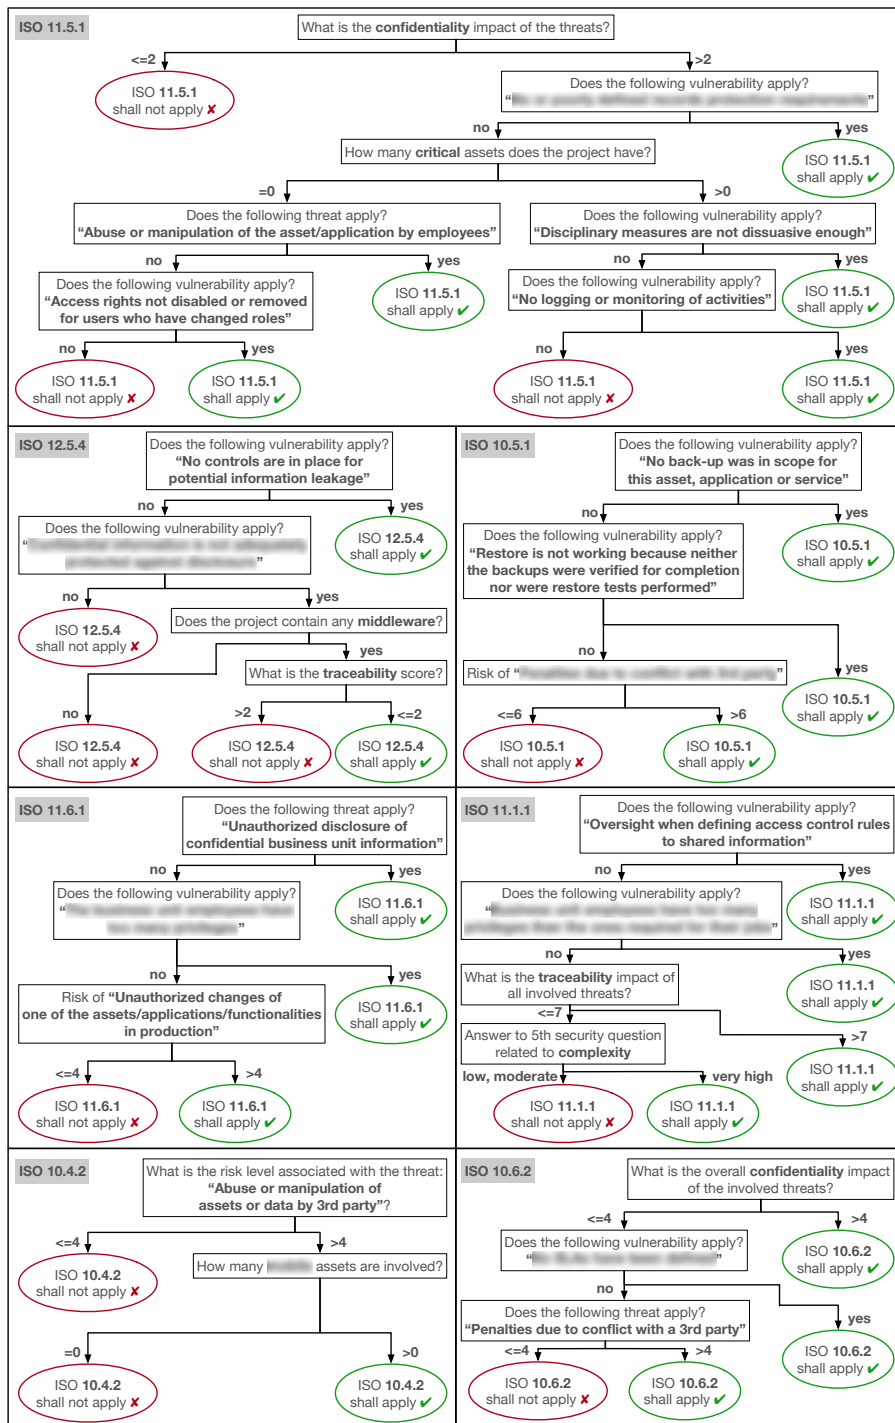 ISO 11.5.1
What is the confidentiality impact of the threats?
<=2
>2
ISO 11.5.1
shall not apply ✘
Does the following vulnerability apply?
no
yes
How many critical assets does the project have?
ISO 11.5.1
shall apply ✔
=0
>0
Does the following threat apply?
“Abuse or manipulation of the asset/application by employees”
Does the following vulnerability apply?
“Disciplinary measures are not dissuasive enough”
no
yes
no
yes
Does the following vulnerability apply?
“Access rights not disabled or removed
for users who have changed roles”
ISO 11.5.1
shall apply ✔
Does the following vulnerability apply?
“No logging or monitoring of activities”
ISO 11.5.1
shall apply ✔
no
yes
no
yes
ISO 11.5.1
shall not apply ✘
ISO 11.5.1
shall apply ✔
ISO 11.5.1
shall not apply ✘
ISO 11.5.1
shall apply ✔
ISO 12.5.4
Does the following vulnerability apply?
“No controls are in place for
potential information leakage”
no
yes
Does the following vulnerability apply?
ISO 12.5.4
shall apply ✔
no
yes
ISO 12.5.4
shall not apply ✘
Does the project contain any middleware?
yes
What is the traceability score?
no
>2
<=2
ISO 12.5.4
shall not apply ✘
ISO 12.5.4
shall not apply ✘
ISO 12.5.4
shall apply ✔
ISO 10.5.1
Does the following vulnerability apply?
“No back-up was in scope for
this asset, application or service”
no
yes
Does the following vulnerability apply?
“Restore is not working because neither
the backups were verified for completion
nor were restore tests performed”
ISO 10.5.1
shall apply ✔
no
yes
Risk of “
ISO 10.5.1
shall apply ✔
<=6
>6
ISO 10.5.1
shall not apply ✘
ISO 10.5.1
shall apply ✔
ISO 11.6.1
Does the following threat apply?
“Unauthorized disclosure of
confidential business unit information”
no
yes
Does the following vulnerability apply?
ISO 11.6.1
shall apply ✔
no
yes
Risk of “Unauthorized changes of
one of the assets/applications/functionalities
in production”
ISO 11.6.1
shall apply ✔
<=4
>4
ISO 11.6.1
shall not apply ✘
ISO 11.6.1
shall apply ✔
ISO 11.1.1
Does the following vulnerability apply?
“Oversight when defining access control rules
to shared information”
no
yes
Does the following vulnerability apply?
ISO 11.1.1
shall apply ✔
no
yes
What is the traceability impact of
all involved threats?
ISO 11.1.1
shall apply ✔
<=7
>7
Answer to 5th security question
related to complexity
ISO 11.1.1
shall apply ✔
low, moderate
very high
ISO 11.1.1
shall not apply ✘
ISO 11.1.1
shall apply ✔
ISO 10.4.2
What is the risk level associated with the threat:
“Abuse or manipulation of
assets or data by 3rd party”?
<=4
>4
ISO 10.4.2
shall not apply ✘
How many assets are involved?
=0
>0
ISO 10.4.2
shall not apply ✘
ISO 10.4.2
shall apply ✔
ISO 10.6.2
What is the overall confidentiality impact
of the involved threats?
<=4
>4
Does the following vulnerability apply?
ISO 10.6.2
shall apply ✔
no
yes
Does the following threat apply?
“Penalties due to conflict with a 3rd party”
ISO 10.6.2
shall apply ✔
<=4
>4
ISO 10.6.2
shall not apply ✘
ISO 10.6.2
shall apply ✔